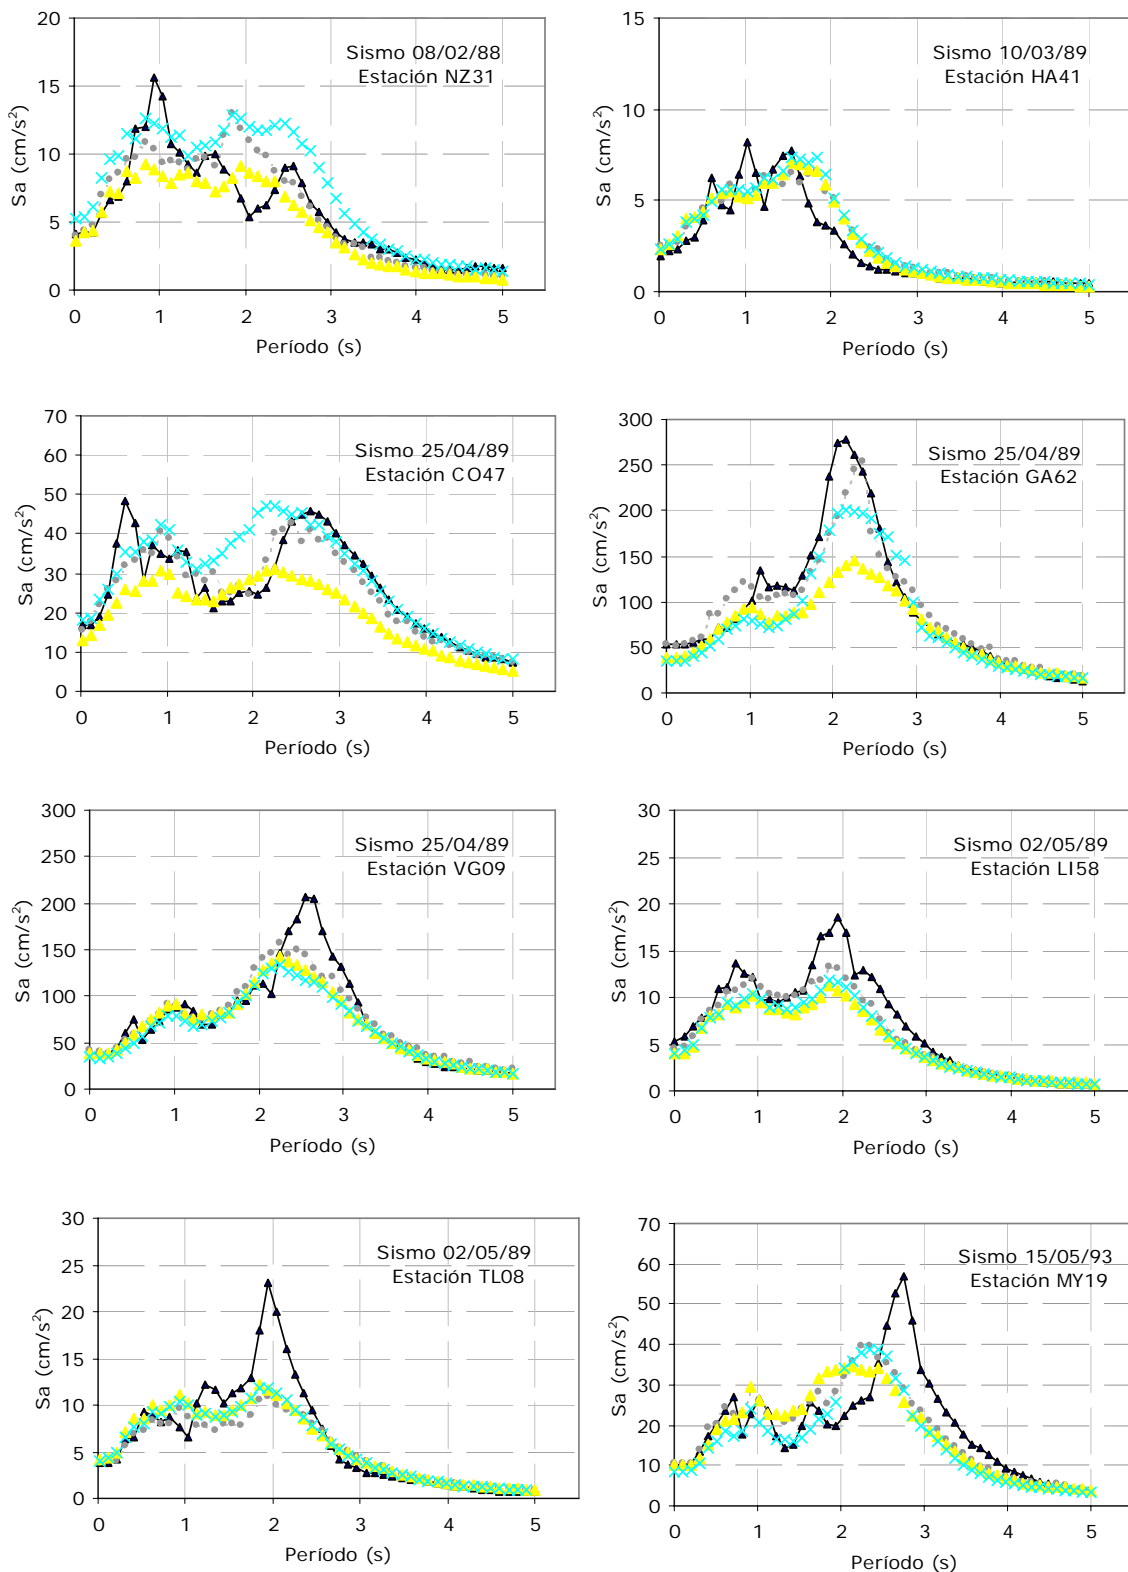 Sismo 08/02/88
Estación NZ31
Sa (cm/s²)
20
15
10
5
0
0 1 2 3 4 5
Período (s)
Sismo 10/03/89
Estación HA41
Sa (cm/s²)
15
10
5
0
0 1 2 3 4 5
Período (s)
Sismo 25/04/89
Estación CO47
Sa (cm/s²)
70
60
50
40
30
20
10
0
0 1 2 3 4 5
Período (s)
Sismo 25/04/89
Estación GA62
Sa (cm/s²)
300
250
200
150
100
50
0
0 1 2 3 4 5
Período (s)
Sismo 25/04/89
Estación VG09
Sa (cm/s²)
300
250
200
150
100
50
0
0 1 2 3 4 5
Período (s)
Sismo 02/05/89
Estación LI58
Sa (cm/s²)
30
25
20
15
10
5
0
0 1 2 3 4 5
Período (s)
Sismo 02/05/89
Estación TL08
Sa (cm/s²)
30
25
20
15
10
5
0
0 1 2 3 4 5
Período (s)
Sismo 15/05/93
Estación MY19
Sa (cm/s²)
70
60
50
40
30
20
10
0
0 1 2 3 4 5
Período (s)